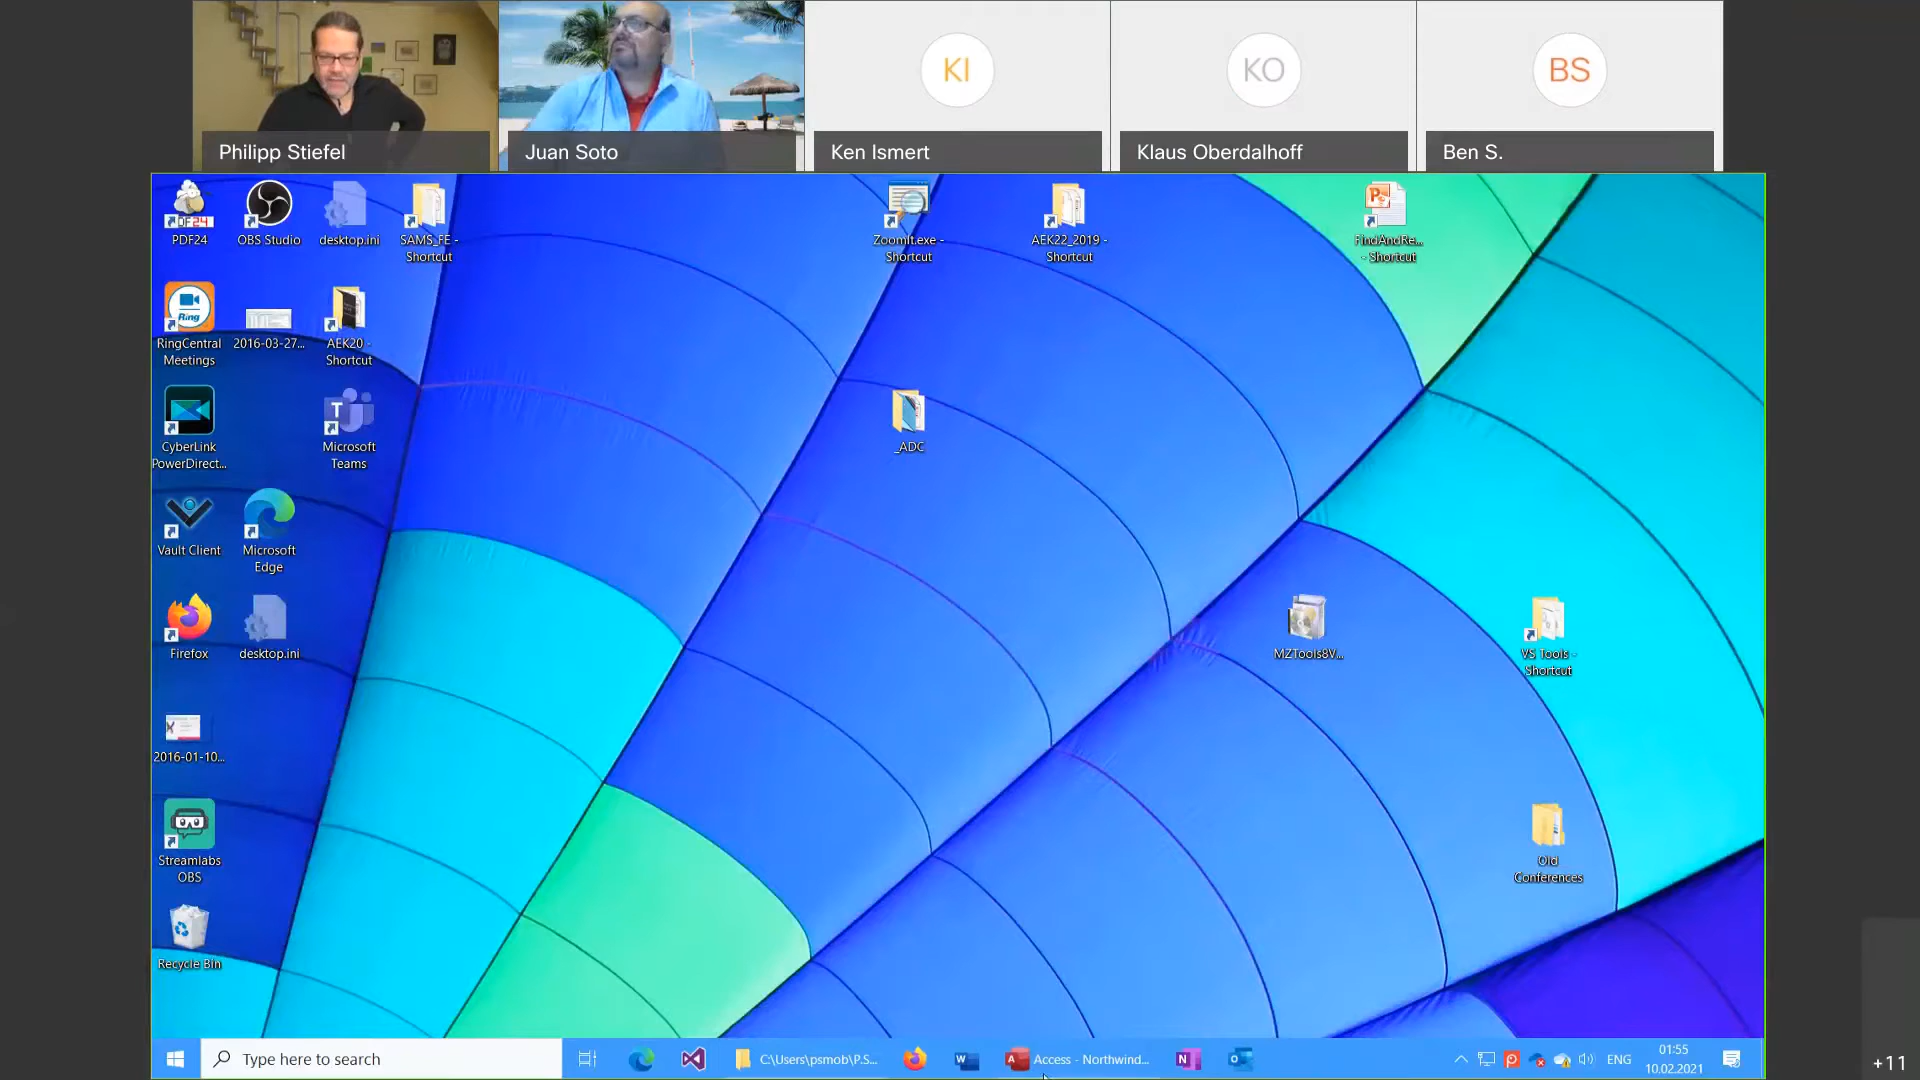 Philipp Stiefel
Juan Soto
KI
Ken Ismert
KO
Klaus Oberdalhoff
BS
Ben S.
PDF24
OBS Studio
desktop.ini
SAMS_FE -
Shortcut
ZoomIt.exe -
Shortcut
AEK22_2019 -
Shortcut
FindAndRe...
- Shortcut
Ring
RingCentral
Meetings
2016-03-27...
AEK20 -
Shortcut
CyberLink
PowerDirect...
Microsoft
Teams
_ADC
Vault Client
Microsoft
Edge
Firefox
desktop.ini
MZTools8V...
VS Tools -
Shortcut
2016-01-10...
Streamlabs
OBS
Old
Conferences
Recycle Bin
Type here to search
C:\Users\psmob\P.S...
Access - Northwind...
ENG
01:55
10.02.2021
+11